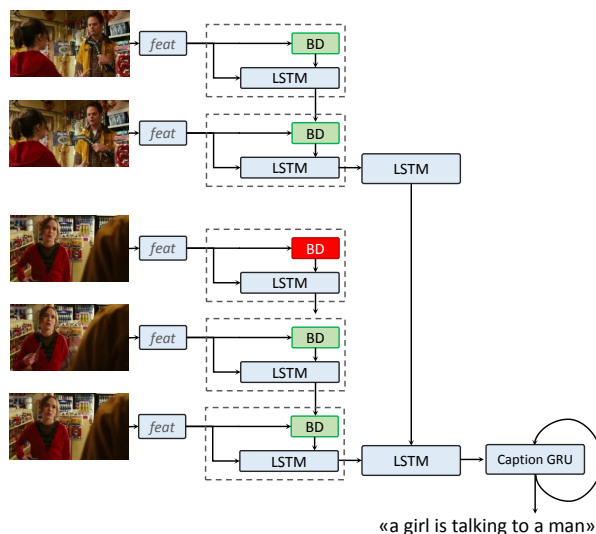 feat
BD
LSTM
feat
BD
LSTM
LSTM
feat
BD
LSTM
feat
BD
LSTM
feat
BD
LSTM
LSTM
Caption GRU
«a girl is talking to a man»